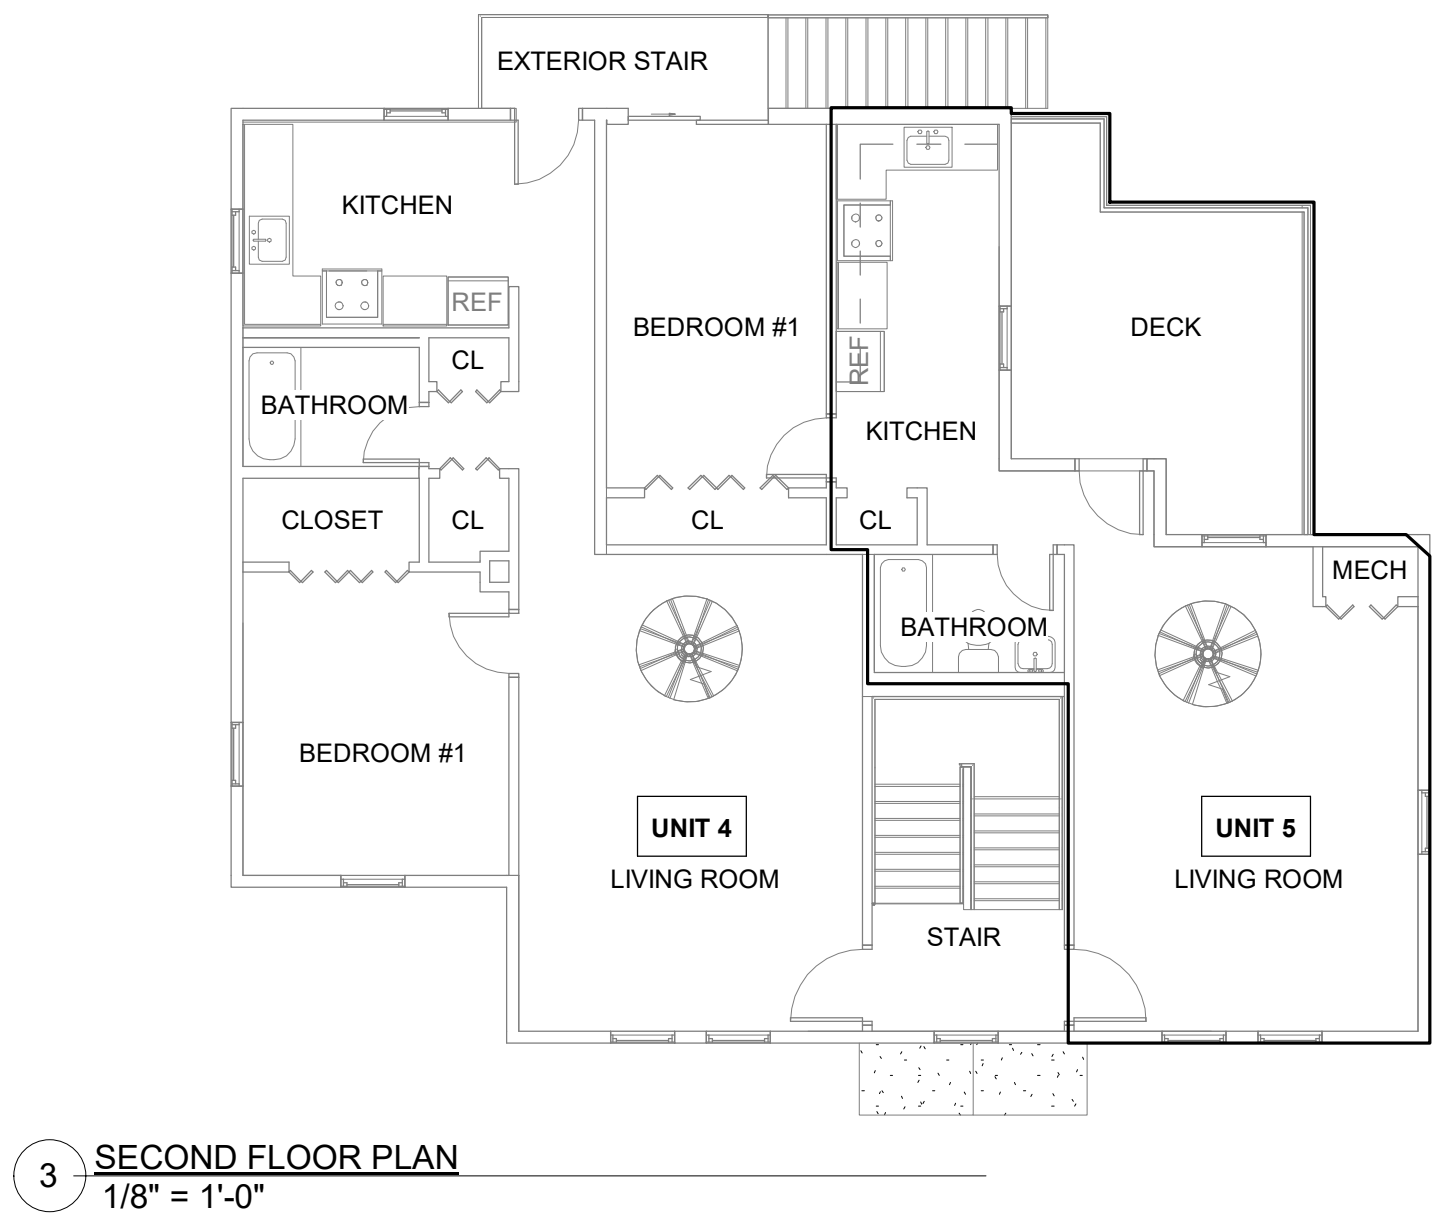 EXTERIOR STAIR
KITCHEN
REF
BEDROOM #1
REF
DECK
CL
BATHROOM
KITCHEN
CLOSET
CL
CL
CL
MECH
BATHROOM
BEDROOM #1
UNIT 4
LIVING ROOM
UNIT 5
LIVING ROOM
STAIR
3
SECOND FLOOR PLAN
1/8" = 1'-0"